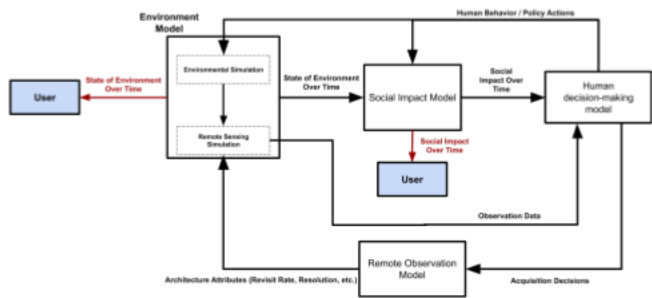 Human Behavior / Policy Actions
Environment
Model
Environmental Simulation
State of Environment
Over Time
User
State of Environment
Over Time
Social Impact Model
Social
Impact Over
Time
Human
decision-making
model
Remote Sensing
Simulation
Social Impact
Over Time
User
Observation Data
Remote Observation
Model
Architecture Attributes (Revisit Rate, Resolution, etc.)
Acquisition Decisions